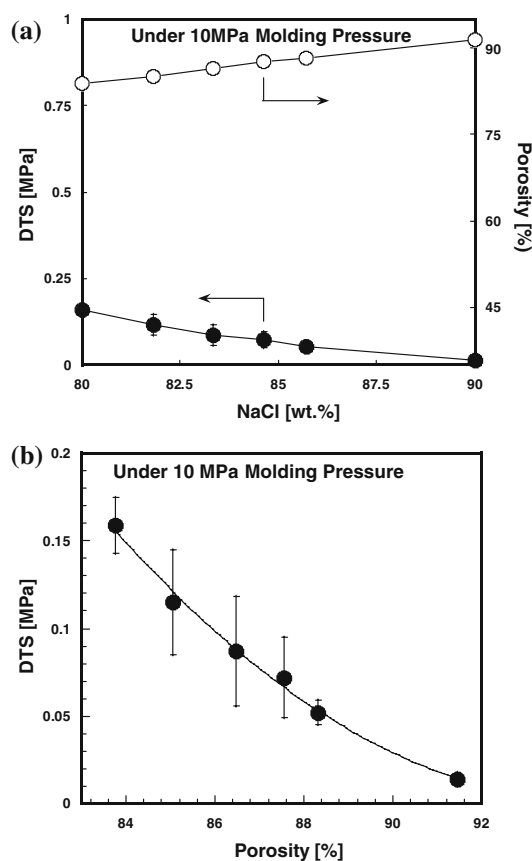 (a)
Under 10MPa Molding Pressure
1
0.75
0.5
0.25
0
DTS [MPa]
90
75
60
45
Porosity [%]
80
82.5
85
87.5
90
NaCl [wt.%]
(b)
Under 10 MPa Molding Pressure
0.2
0.15
0.1
0.05
0
DTS [MPa]
84
86
88
90
92
Porosity [%]